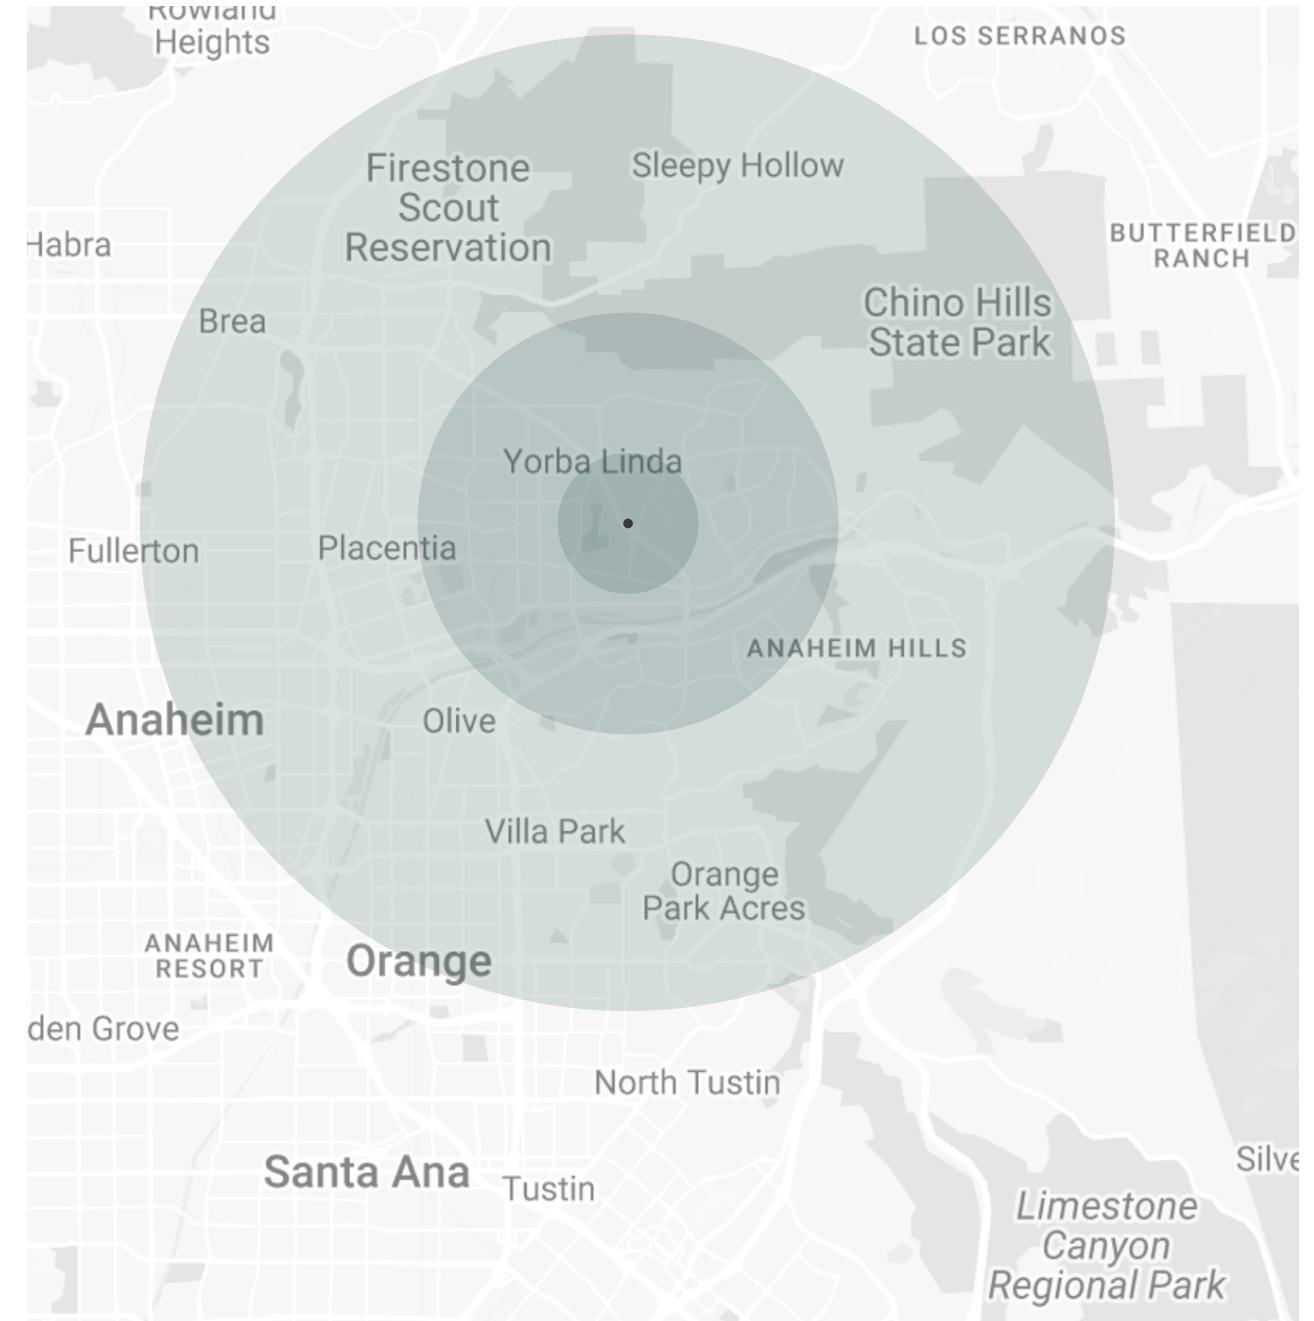 Rowland
Heights
LOS SERRANOS
Firestone
Scout
Reservation
Sleepy Hollow
Habra
BUTTERFIELD
RANCH
Chino Hills
State Park
Brea
Yorba Linda
Fullerton
Placentia
ANAHEIM HILLS
Anaheim
Olive
Villa Park
Orange
Park Acres
ANAHEIM
RESORT
Orange
den Grove
North Tustin
Santa Ana
Tustin
Silve
Limestone
Canyon
Regional Park